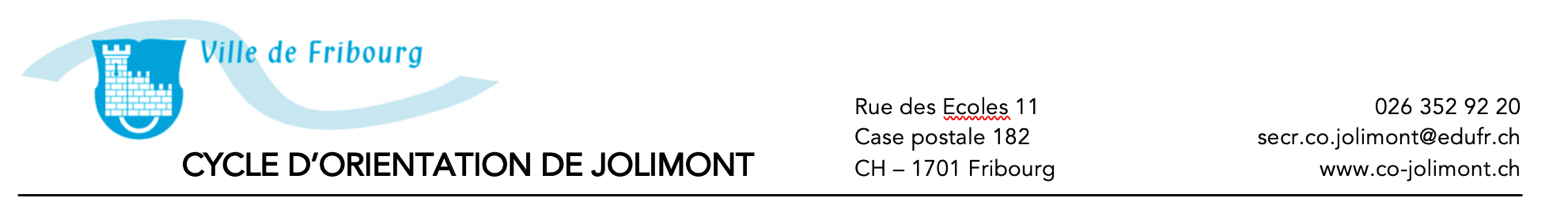 Ville de Fribourg
CYCLE D’ORIENTATION DE JOLIMONT
Rue des Ecoles 11
Case postale 182
CH – 1701 Fribourg
026 352 92 20
secr.co.jolimont@edufr.ch
www.co-jolimont.ch